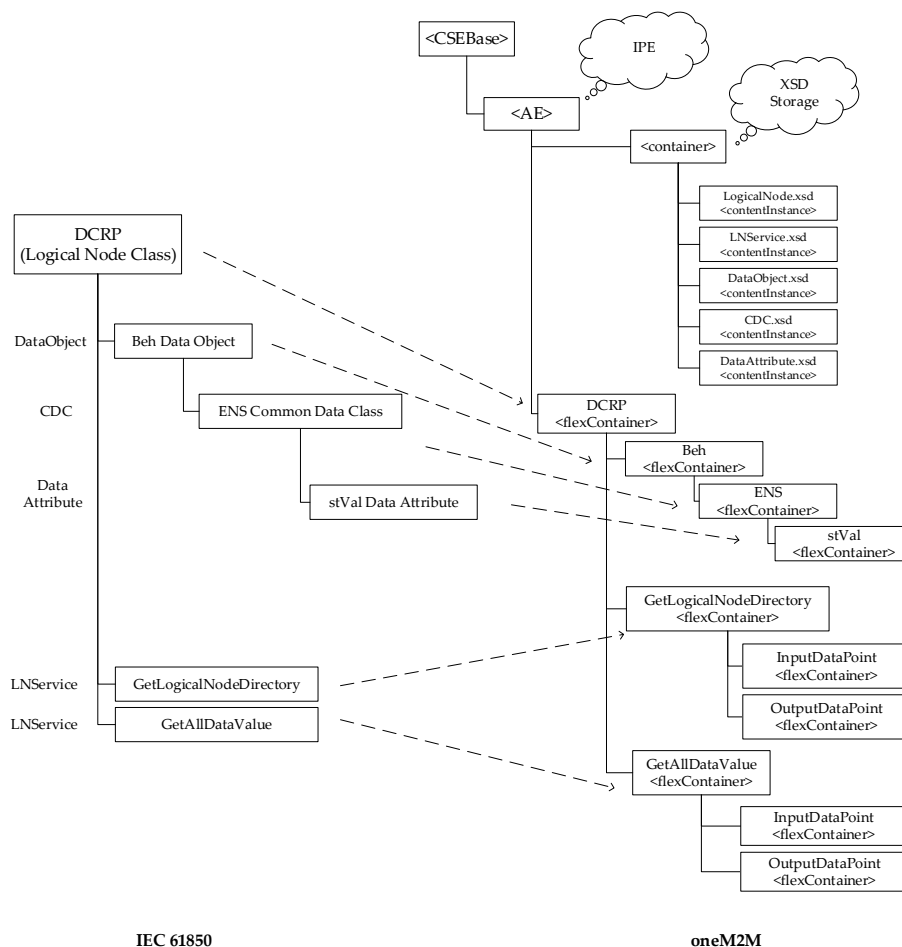 <CSEBase>
IPE
<AE>
XSD
Storage
<container>
LogicalNode.xsd
<contentInstance>
LNService.xsd
<contentInstance>
DataObject.xsd
<contentInstance>
CDC.xsd
<contentInstance>
DataAttribute.xsd
<contentInstance>
DCRP
(Logical Node Class)
DataObject
Beh Data Object
CDC
ENS Common Data Class
Data
Attribute
stVal Data Attribute
LNService
GetLogicalNodeDirectory
LNService
GetAllDataValue
DCRP
<flexContainer>
Beh
<flexContainer>
ENS
<flexContainer>
stVal
<flexContainer>
GetLogicalNodeDirectory
<flexContainer>
InputDataPoint
<flexContainer>
OutputDataPoint
<flexContainer>
GetAllDataValue
<flexContainer>
InputDataPoint
<flexContainer>
OutputDataPoint
<flexContainer>
IEC 61850
oneM2M